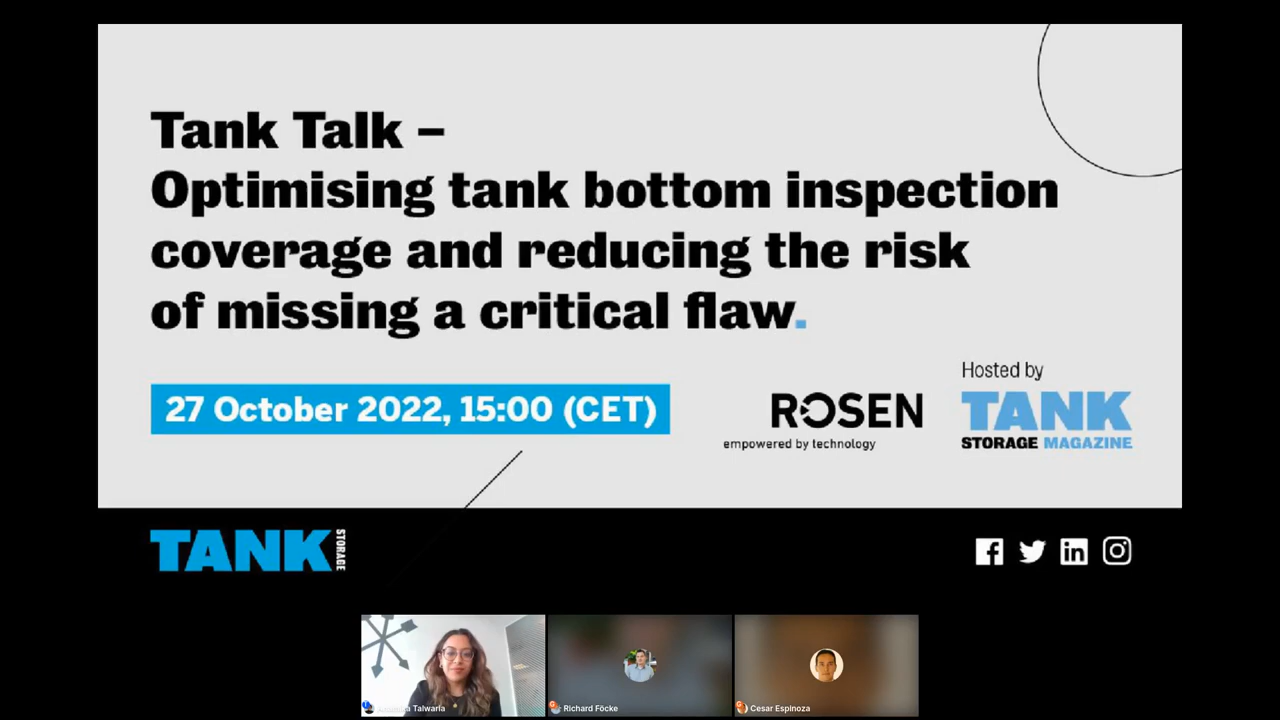 Tank Talk –
Optimising tank bottom inspection
coverage and reducing the risk
of missing a critical flaw.
27 October 2022, 15:00 (CET)
ROSEN
empowered by technology
Hosted by
TANK
STORAGE MAGAZINE
TANK STORAGE
Talwaria
Richard Föcke
Cesar Espinoza